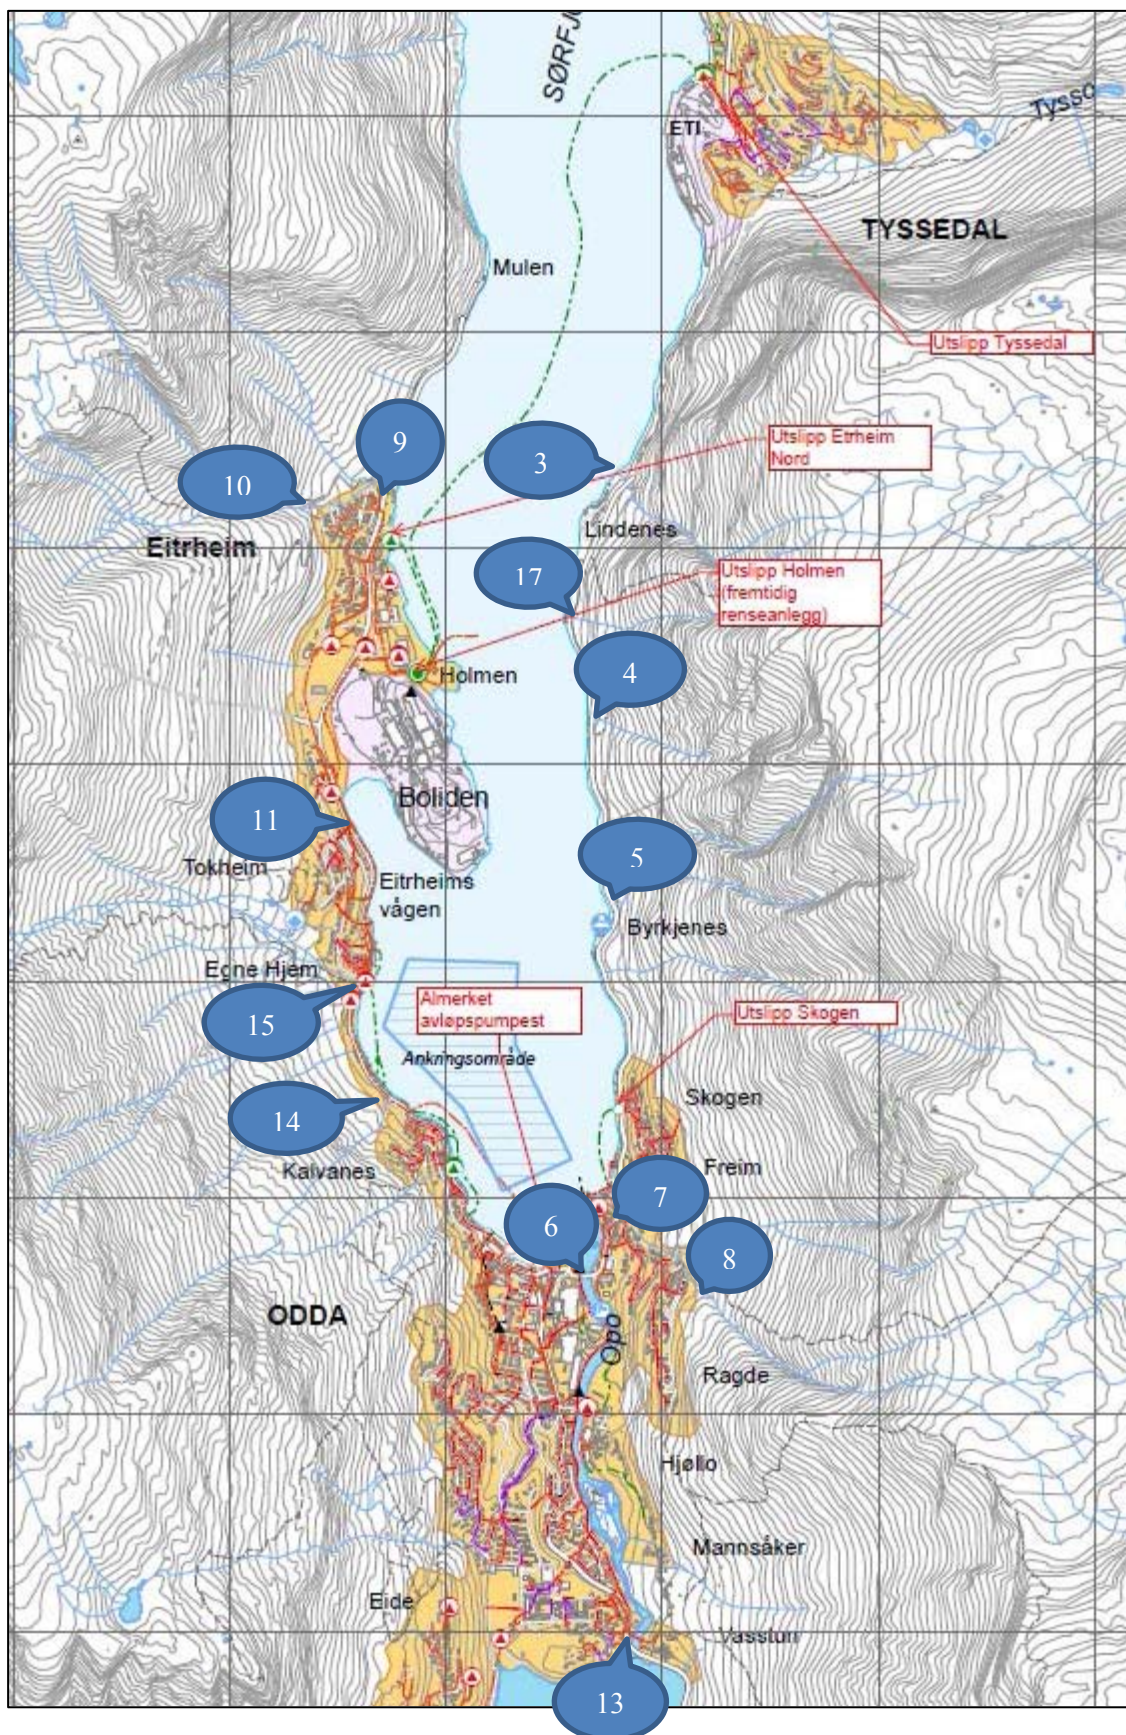 SØRFJ
ETI
Tysso
TYSSEDAL
Mulen
Utslipp Tyssedal
9
3
Utslipp Etrheim
Nord
10
Lindenes
Eitrheim
17
Utslipp Holmen
(fremtidig
renseanlegg)
4
Holmen
Boliden
11
5
Tokheim
Eitrheims
vågen
Byrkjenes
Egne Hjem
15
Almerket
avløpspumpest
Utslipp Skogen
Ankringsområde
Skogen
14
Kalvanes
Freim
7
6
8
ODDA
Opo
Ragde
Hjøllo
Mannsåker
Eide
Vasstun
13